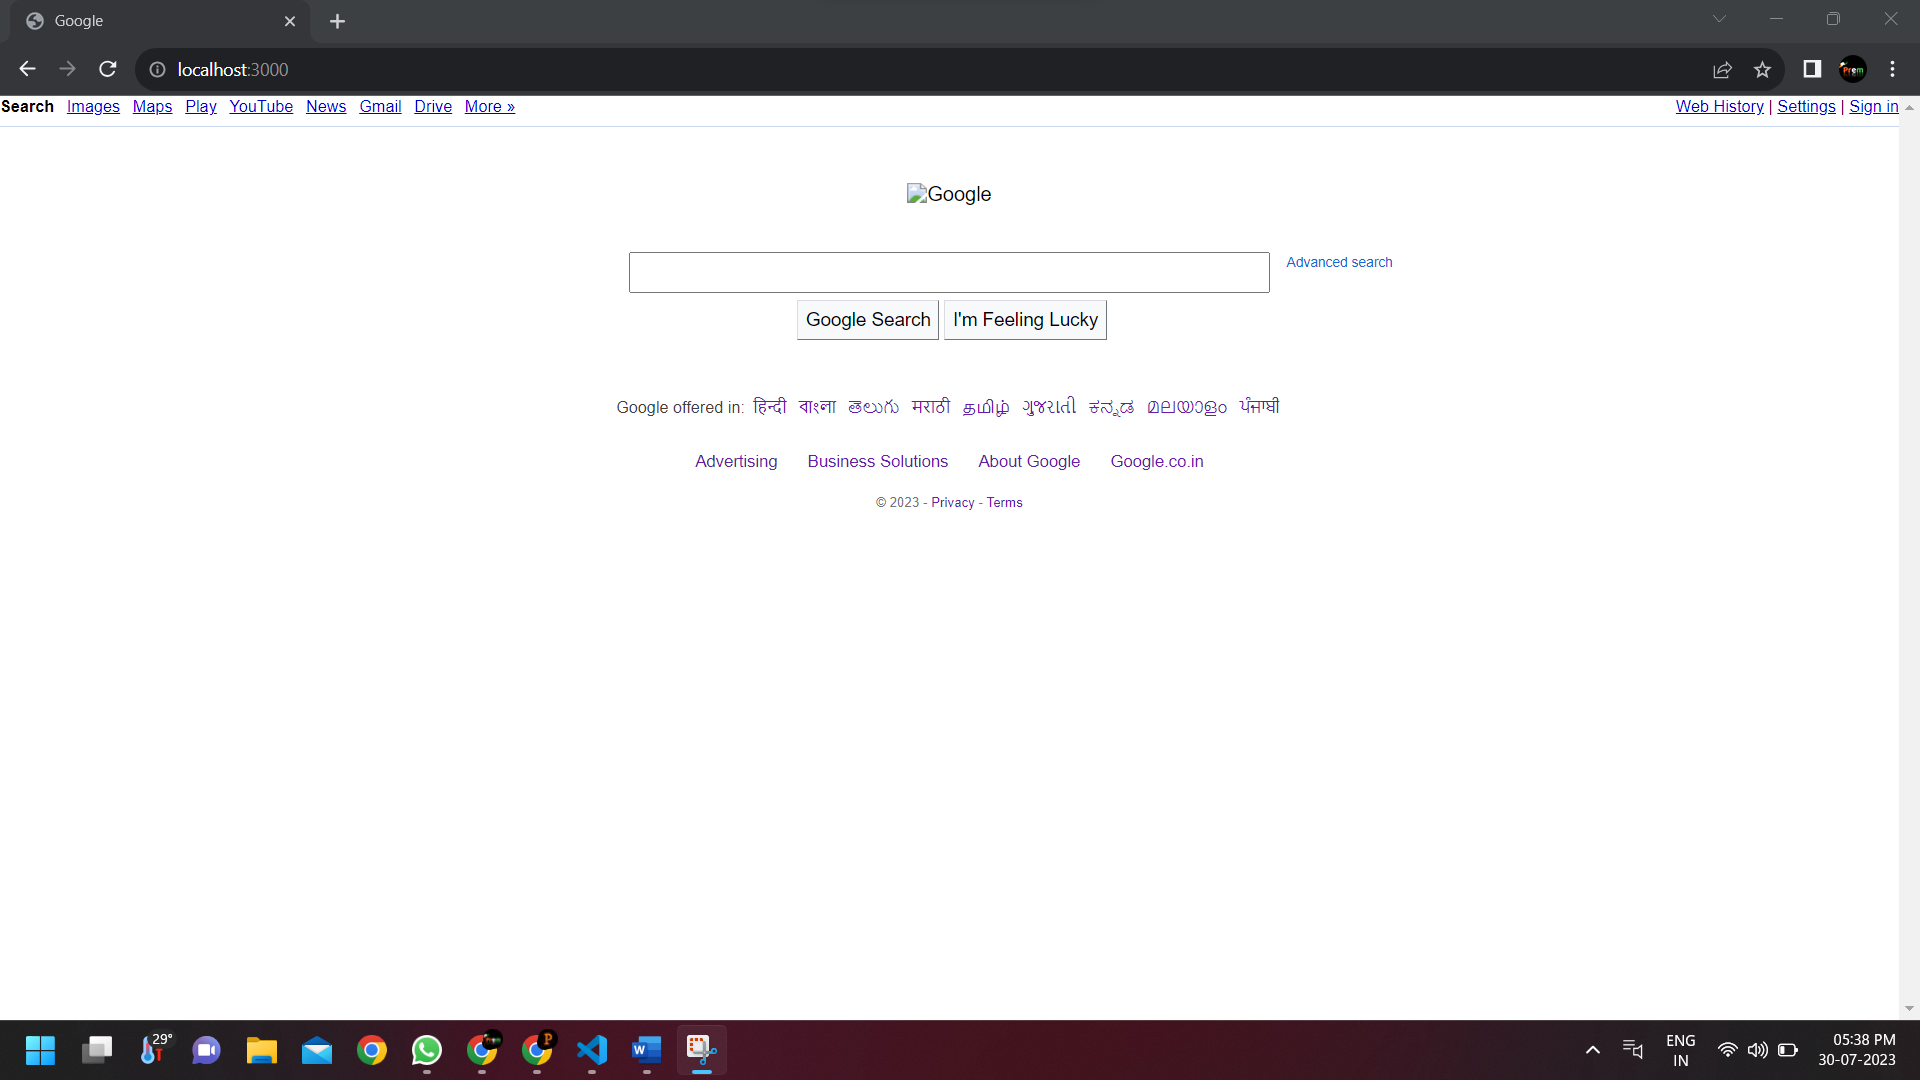 Google
localhost:3000
Prem
Search Images Maps Play YouTube News Gmail Drive More »
Web History | Settings | Sign in
Google
Advanced search
Google Search I'm Feeling Lucky
Google offered in: हिन्दी বাংলা తెలుగు मराठी தமிழ் ગુજરાતી ಕನ್ನಡ മലയാളം ਪੰਜਾਬੀ
Advertising Business Solutions About Google Google.co.in
© 2023 - Privacy - Terms
29°
P
W
ENG
IN
05:38 PM
30-07-2023